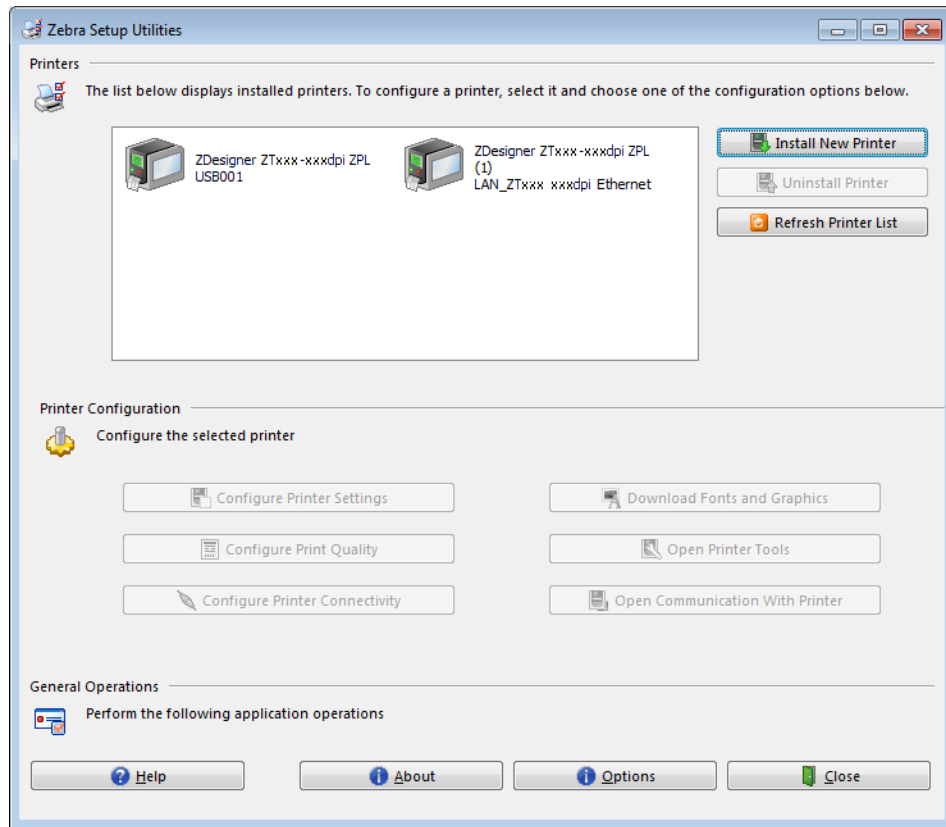 Zebra Setup Utilities
Printers
The list below displays installed printers. To configure a printer, select it and choose one of the configuration options below.
ZDesigner ZTxxx-xxxdpi ZPL
USB001
ZDesigner ZTxxx-xxxdpi ZPL
(1)
LAN_ZTxxx xxxdpi Ethernet
Install New Printer
Uninstall Printer
Refresh Printer List
Printer Configuration
Configure the selected printer
Configure Printer Settings
Download Fonts and Graphics
Configure Print Quality
Open Printer Tools
Configure Printer Connectivity
Open Communication With Printer
General Operations
Perform the following application operations
Help
About
Options
Close